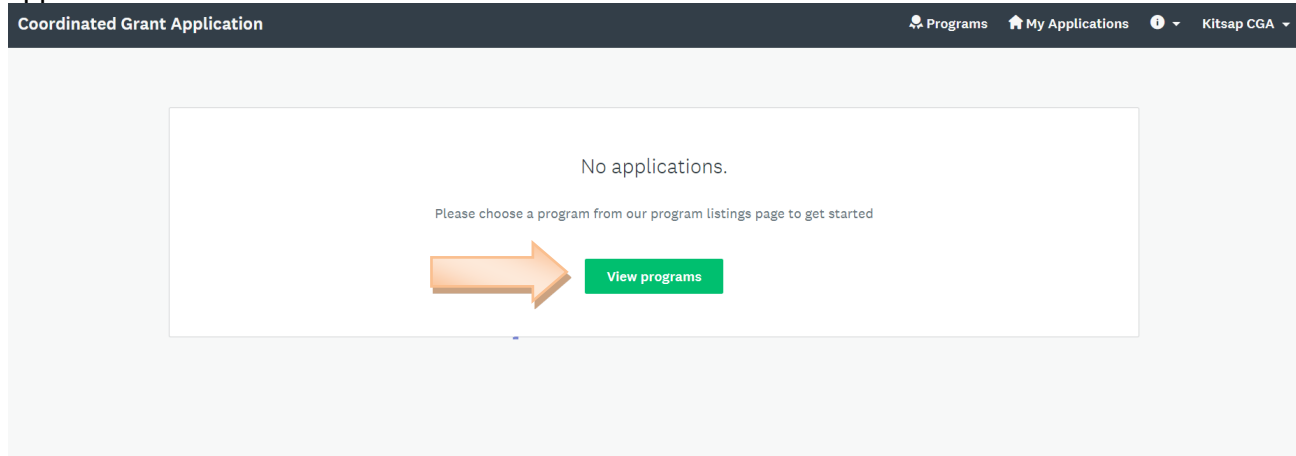 Coordinated Grant Application Programs My Applications Kitsap CGA
No applications.
Please choose a program from our program listings page to get started
View programs